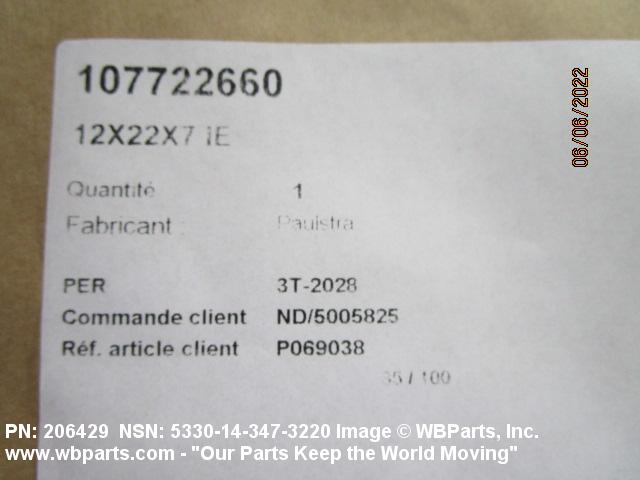 107722660
06/06/2022
12X22X7 IE
Quantité 1
Fabricant : Paulstra
PER 3T-2028
Commande client ND/5005825
Réf. article client P069038
35 / 100
PN: 206429 NSN: 5330-14-347-3220 Image © WBParts, Inc.
www.wbparts.com - "Our Parts Keep the World Moving"